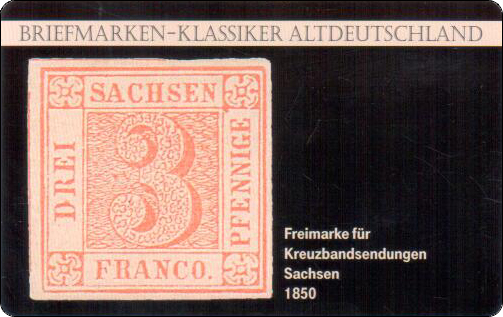 BRIEFMARKEN-KLASSIKER ALTDEUTSCHLAND
SACHSEN
DREI
3
PFENNIGE
FRANCO.
Freimarke für
Kreuzbandsendungen
Sachsen
1850